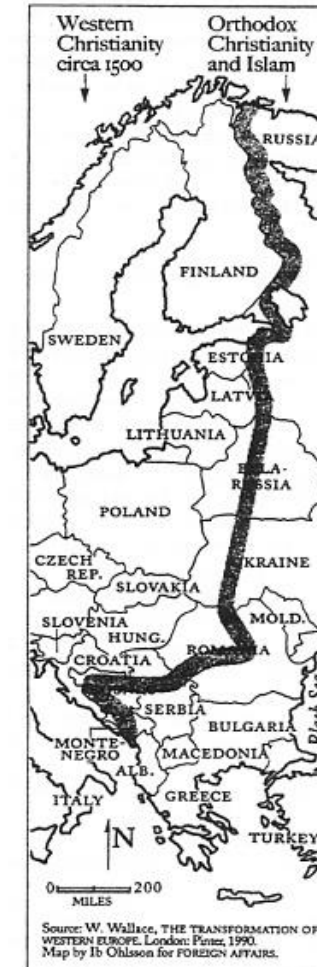 Western
Christianity
circa 1500
Orthodox
Christianity
and Islam
RUSSIA
FINLAND
SWEDEN
ESTONIA
LATVIA
LITHUANIA
BELA-
RUSSIA
POLAND
UKRAINE
CZECH
REP.
SLOVAKIA
MOLD.
SLOVENIA
HUNG.
ROMANIA
CROATIA
SERBIA
BULGARIA
MONTE-
NEGRO
MACEDONIA
ALB.
ITALY
GREECE
TURKEY
N
0
200
MILES
Source: W. Wallace, THE TRANSFORMATION OF
WESTERN EUROPE. London: Pinter, 1990.
Map by Ib Ohlsson for FOREIGN AFFAIRS.